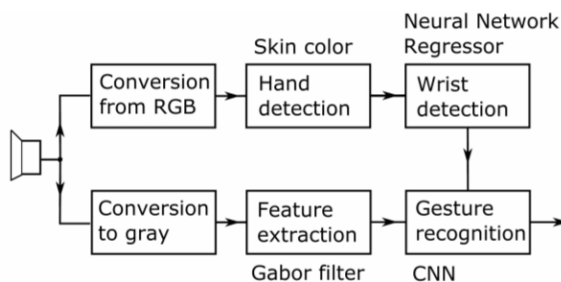 Neural Network
Skin color Regressor
Conversion Hand Wrist
from RGB detection detection
Conversion Feature Gesture
to gray extraction recognition
Gabor filter CNN